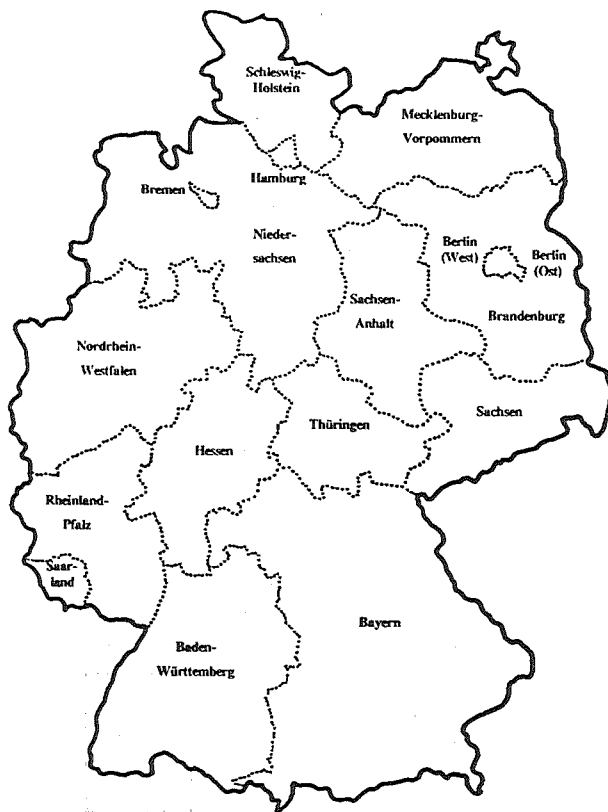 Schleswig-
Holstein
Mecklenburg-
Vorpommern
Hamburg
Bremen
Nieder-
sachsen
Berlin
(West)
Berlin
(Ost)
Sachsen-
Anhalt
Brandenburg
Nordrhein-
Westfalen
Sachsen
Thüringen
Hessen
Rheinland-
Pfalz
Saar-
land
Bayern
Baden-
Württemberg